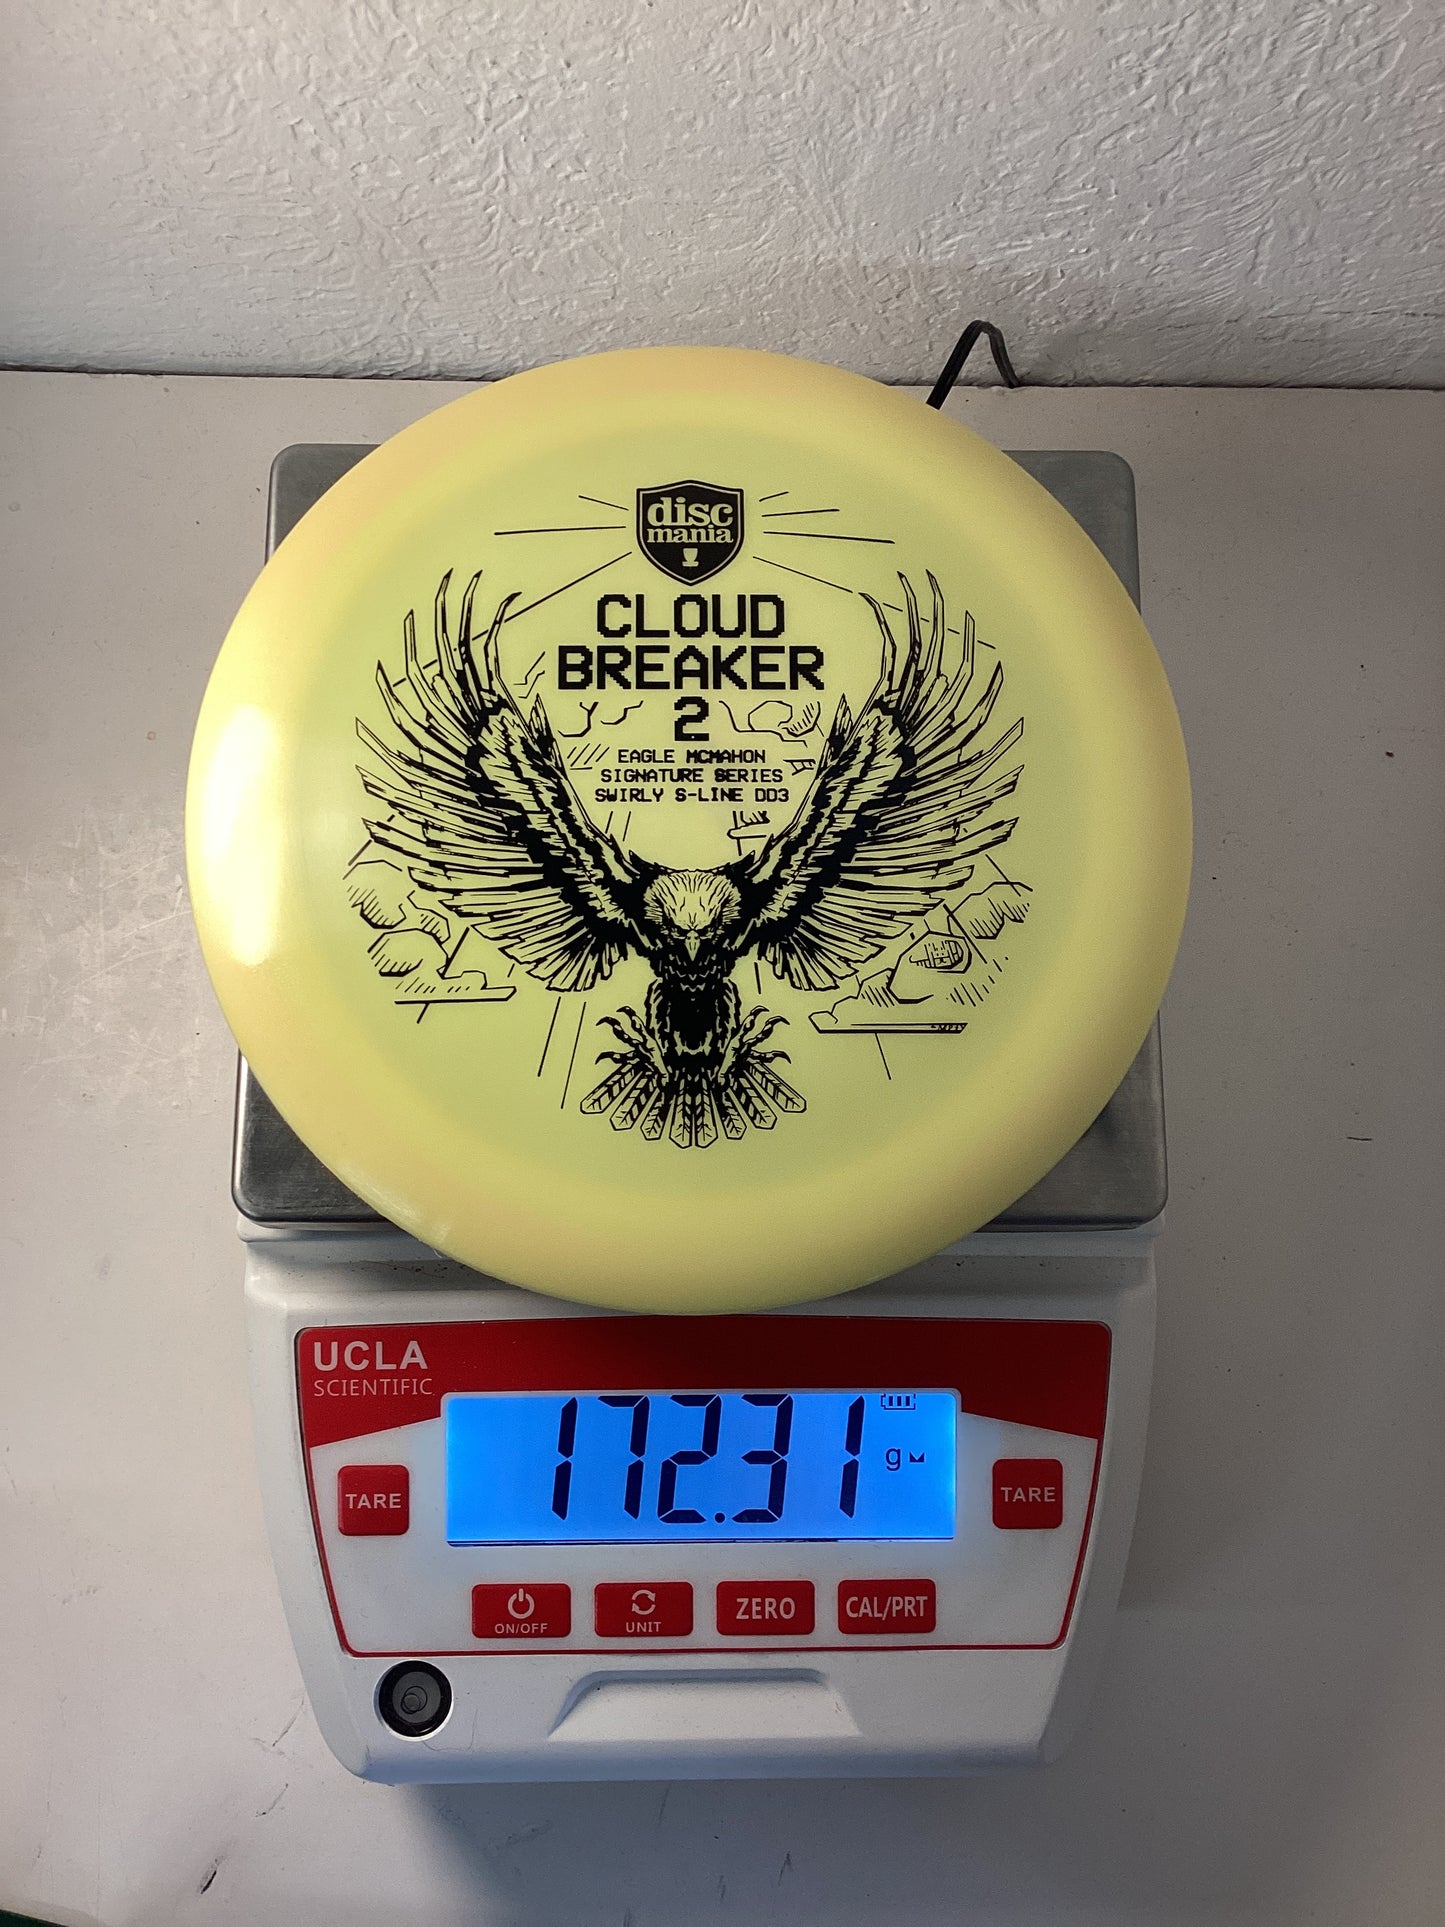 disc
mania
CLOUD
BREAKER
2
EAGLE MCMAHON
SIGNATURE SERIES
SWIRLY S-LINE DD3
UCLA
SCIENTIFIC
172.31
g
TARE
TARE
ON/OFF
UNIT
ZERO
CAL/PRT